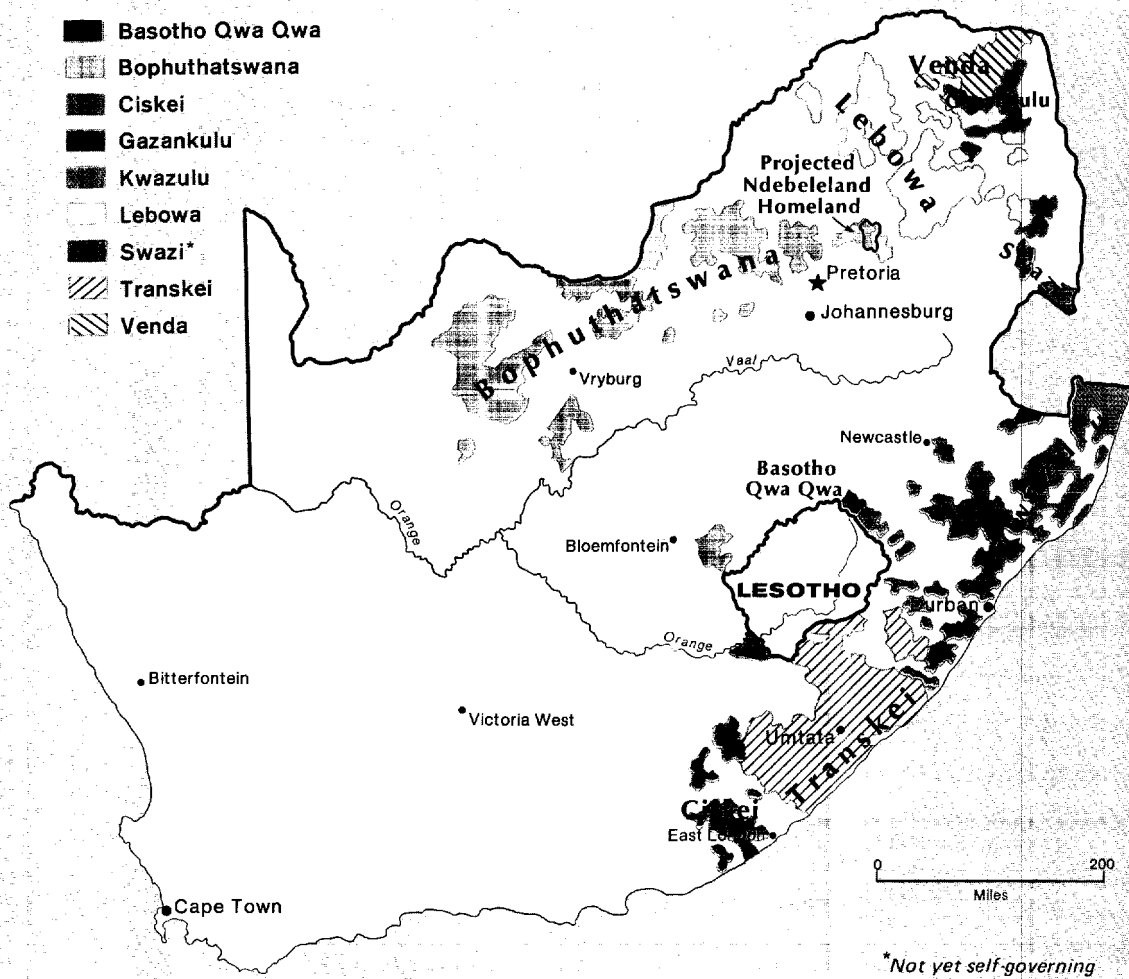 Basotho Qwa Qwa
Bophuthatswana
Ciskei
Gazankulu
Kwazulu
Lebowa
Swazi*
Transkei
Venda
Venda
Lebowa
Projected
Ndebeleland
Homeland
Bophuthatswana
Pretoria
Johannesburg
Vaal
Vryburg
Newcastle
Basotho
Qwa Qwa
Orange
Bloemfontein
LESOTHO
Durban
Orange
Bitterfontein
Victoria West
Umtata
Transkei
Ciskei
East London
Cape Town
0 200
Miles
*Not yet self-governing